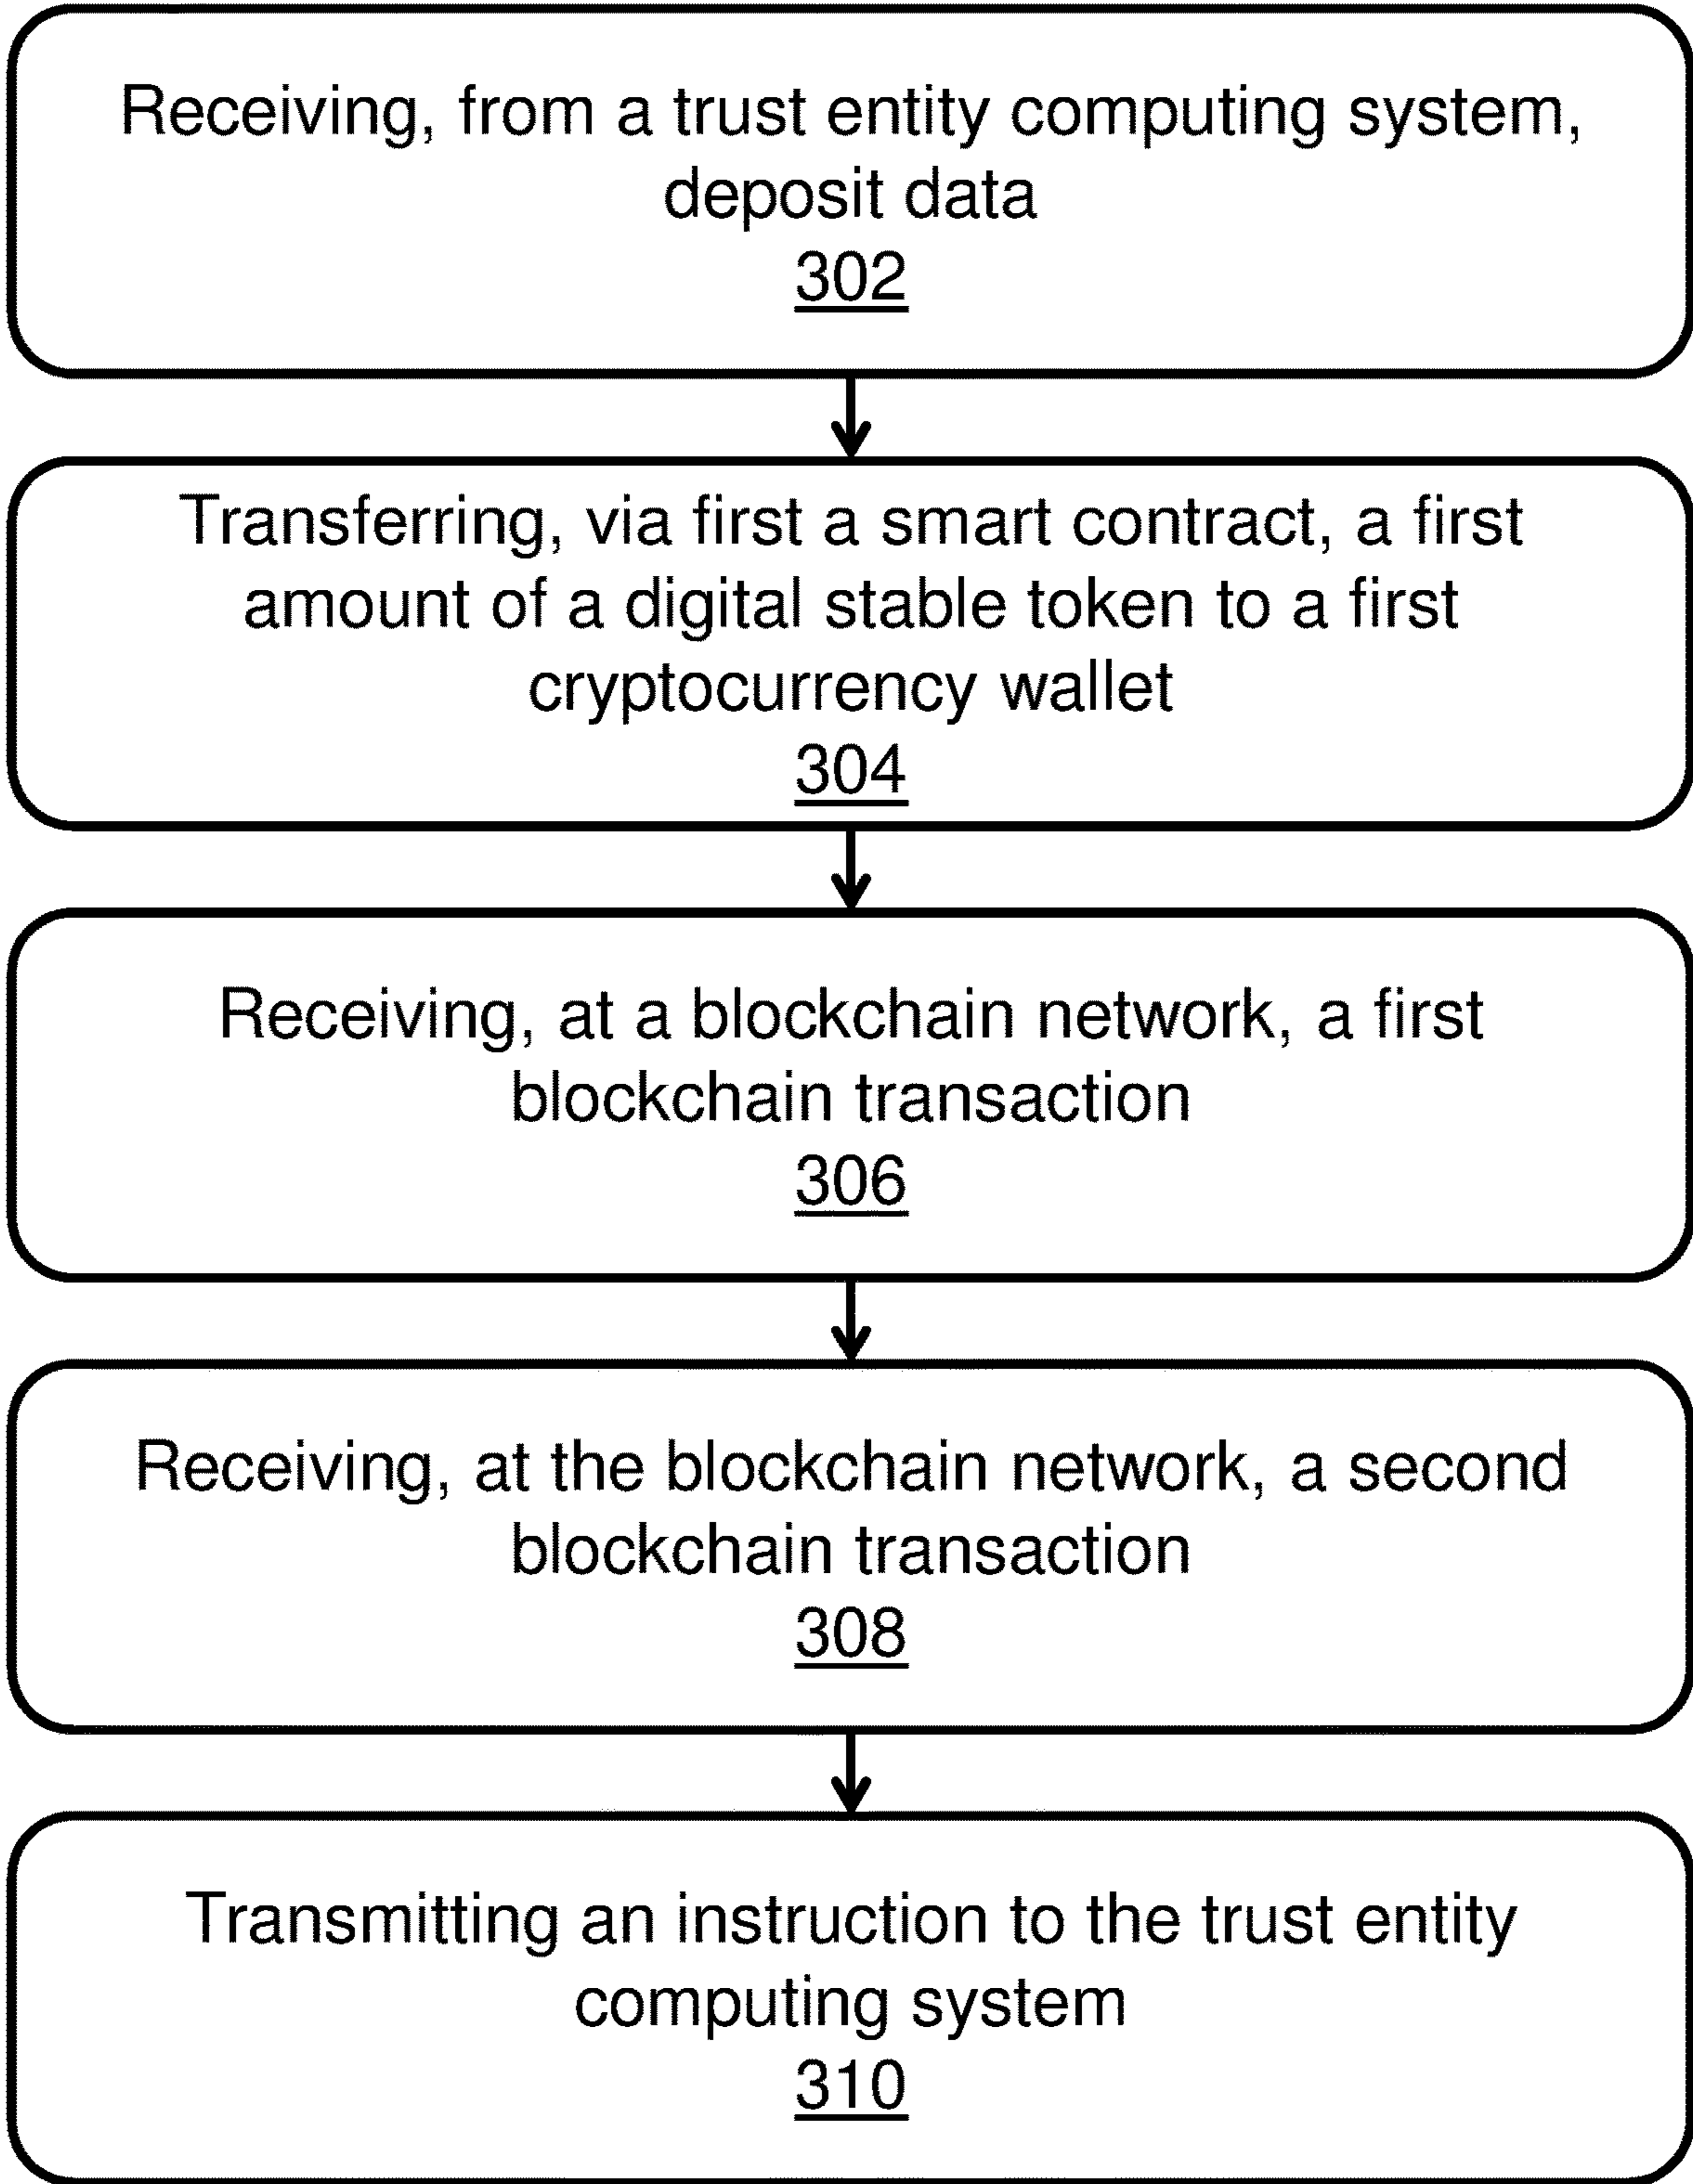 Receiving, from a trust entity computing system,
deposit data
302
Transferring, via first a smart contract, a first
amount of a digital stable token to a first
cryptocurrency wallet
304
Receiving, at a blockchain network, a first
blockchain transaction
306
Receiving, at the blockchain network, a second
blockchain transaction
308
Transmitting an instruction to the trust entity
computing system
310